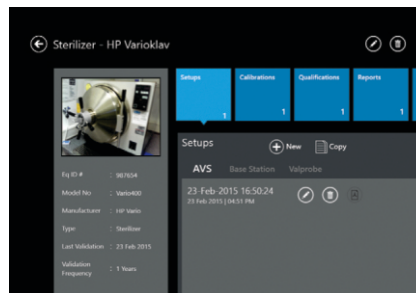 Sterilizer - HP Varioklav
Setups
1
Calibrations
1
Qualifications
1
Reports
1
Eq ID # : 987654
Model No : Vario400
Manufacturer : HP Vario
Type : Sterilizer
Last Validation : 23 Feb 2015
Validation
Frequency : 1 Years
Setups
New
Copy
AVS Base Station Valprobe
23-Feb-2015 16:50:24
23 Feb 2015 | 04:51 PM